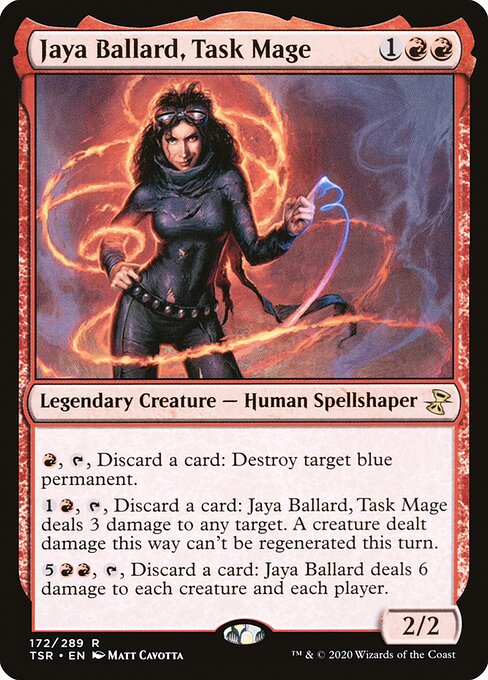 Jaya Ballard, Task Mage 1
Legendary Creature — Human Spellshaper
, , Discard a card: Destroy target blue
permanent.
1 , , Discard a card: Jaya Ballard, Task Mage
deals 3 damage to any target. A creature dealt
damage this way can't be regenerated this turn.
5 , , Discard a card: Jaya Ballard deals 6
damage to each creature and each player.
2/2
172/289 R
TSR • EN Matt Cavotta
™ & © 2020 Wizards of the Coast